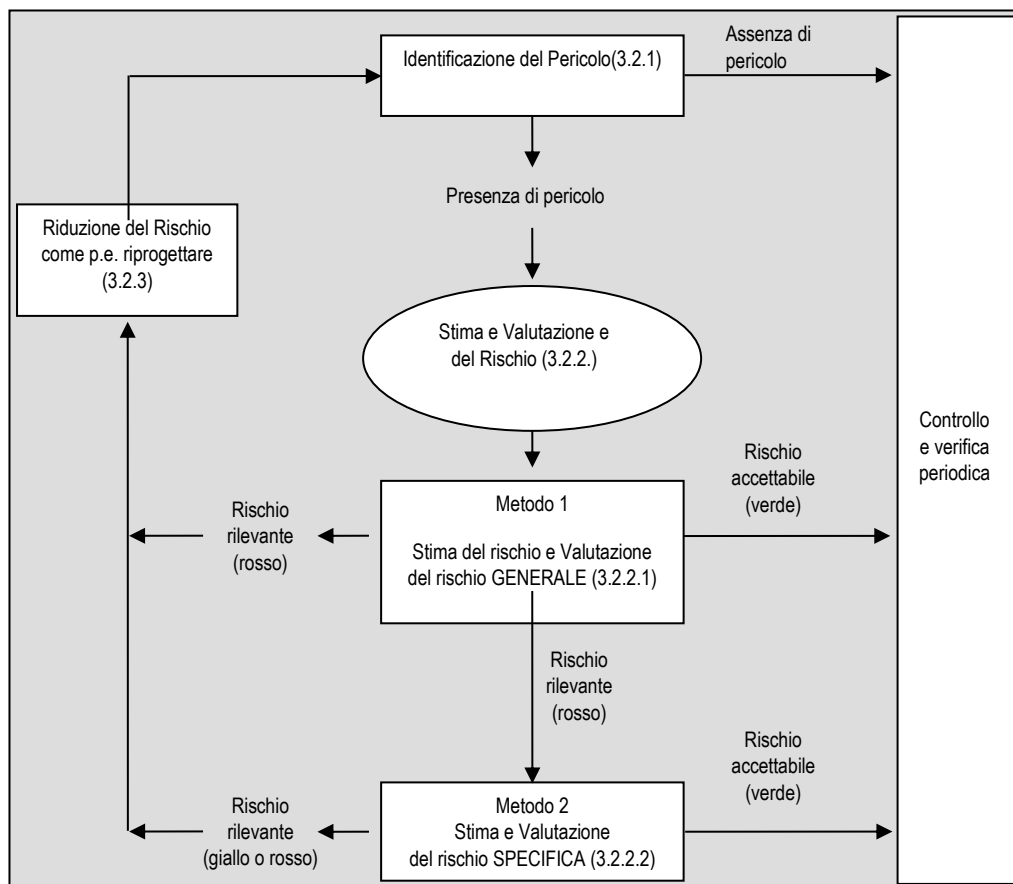 Identificazione del Pericolo(3.2.1)
Assenza di
pericolo
Presenza di pericolo
Riduzione del Rischio
come p.e. riprogettare
(3.2.3)
Stima e Valutazione e
del Rischio (3.2.2.)
Controllo
e verifica
periodica
Rischio
accettabile
(verde)
Metodo 1
Stima del rischio e Valutazione
del rischio GENERALE (3.2.2.1)
Rischio
rilevante
(rosso)
Rischio
rilevante
(rosso)
Rischio
accettabile
(verde)
Metodo 2
Stima e Valutazione
del rischio SPECIFICA (3.2.2.2)
Rischio
rilevante
(giallo o rosso)